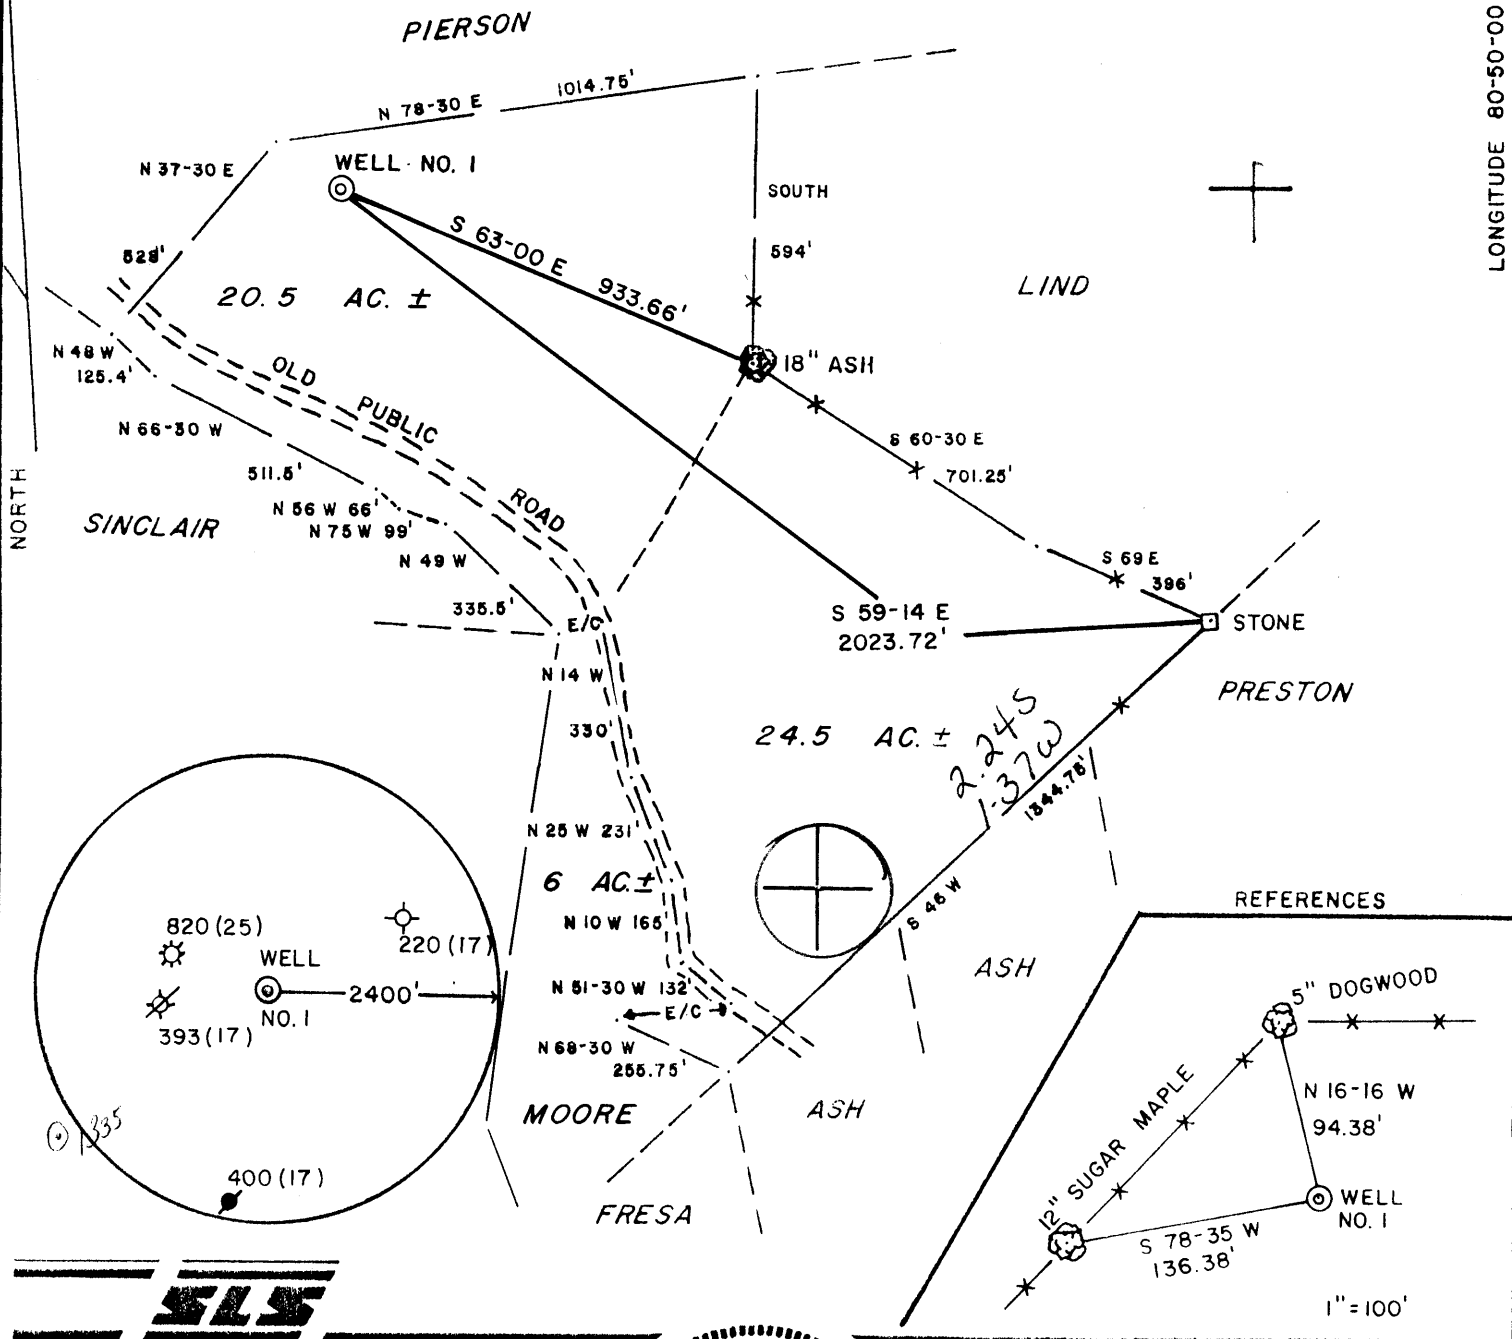 PIERSON
LONGITUDE 80-50-00
N 78-30 E
1014.75'
N 37-30 E
WELL NO. 1
SOUTH
594'
528'
S 63-00 E 933.66'
20.5 AC. ±
LIND
N 48 W
125.4'
OLD PUBLIC ROAD
18" ASH
N 66-30 W
511.5'
S 60-30 E
701.25'
NORTH
SINCLAIR
N 56 W 66'
N 75 W 99'
N 49 W
335.5'
S 69 E
396'
E/C
S 59-14 E
2023.72'
STONE
N 14 W
330'
PRESTON
24.5 AC. ±
2.24S
1.37W
1344.75'
N 25 W 231'
6 AC. ±
S 46 W
N 10 W 165'
REFERENCES
820 (25)
220 (17)
WELL
NO. 1
2400'
393 (17)
ASH
N 51-30 W 132'
E/C
N 68-30 W
255.75'
5" DOGWOOD
N 16-16 W
94.38'
MOORE
ASH
1335
12" SUGAR MAPLE
400 (17)
FRESA
WELL
NO. 1
S 78-35 W
136.38'
1"=100'
SLS